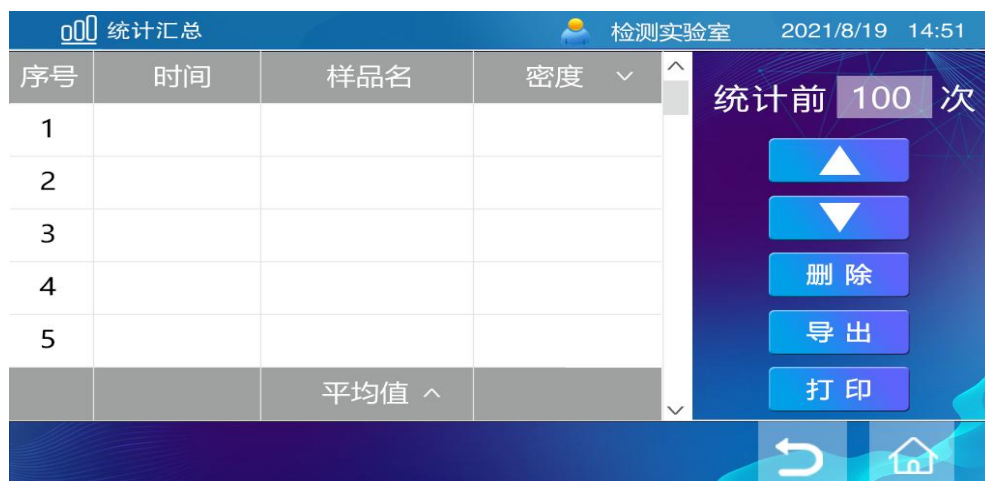 统计汇总 检测实验室 2021/8/19 14:51
序号 时间 样品名 密度
统计前 100 次
1
2
3
4
5
平均值
删除
导出
打印